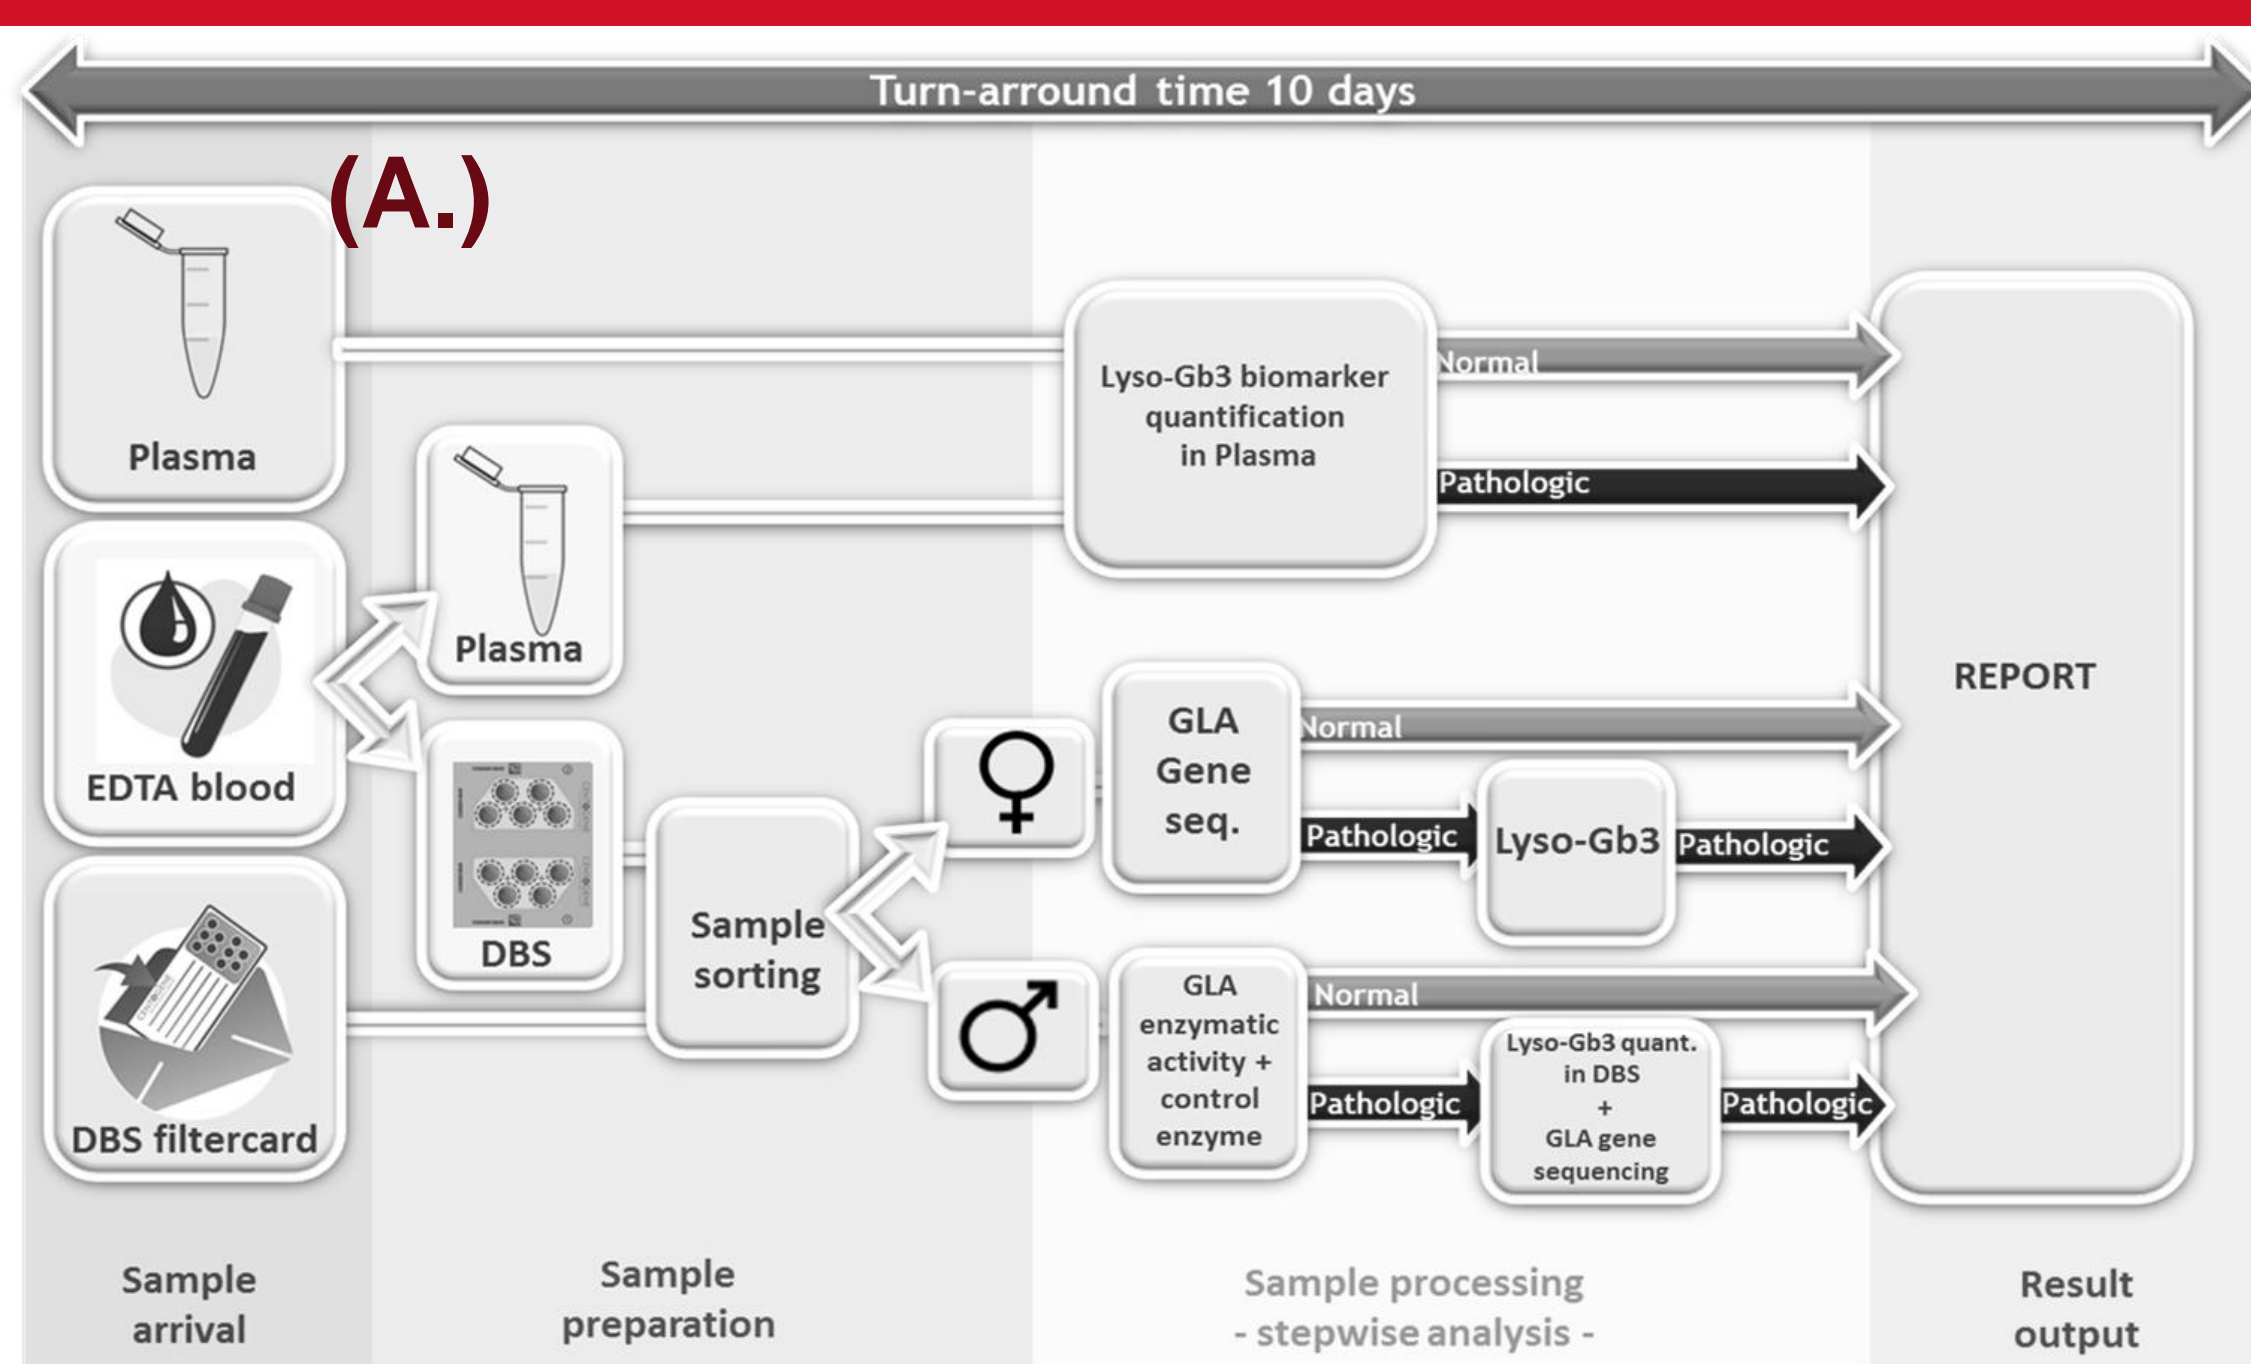 Turn-arround time 10 days
(A.)
Plasma
EDTA blood
DBS filtercard
Plasma
DBS
Sample
sorting
Lyso-Gb3 biomarker
quantification
in Plasma
Normal
Pathologic
GLA
Gene
seq.
Normal
Pathologic
Lyso-Gb3
Pathologic
GLA
enzymatic
activity +
control
enzyme
Normal
Pathologic
Lyso-Gb3 quant.
in DBS
+
GLA gene
sequencing
Pathologic
REPORT
Sample
arrival
Sample
preparation
Sample processing
- stepwise analysis -
Result
output